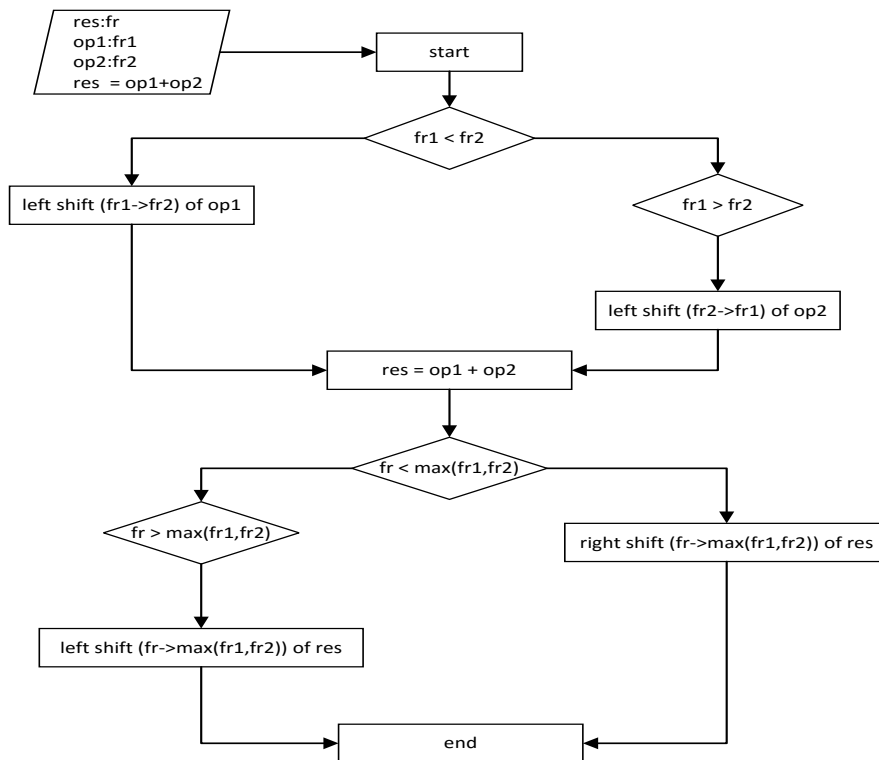 res:fr
op1:fr1
op2:fr2
res = op1+op2
start
fr1 < fr2
left shift (fr1->fr2) of op1
fr1 > fr2
left shift (fr2->fr1) of op2
res = op1 + op2
fr < max(fr1,fr2)
fr > max(fr1,fr2)
right shift (fr->max(fr1,fr2)) of res
left shift (fr->max(fr1,fr2)) of res
end